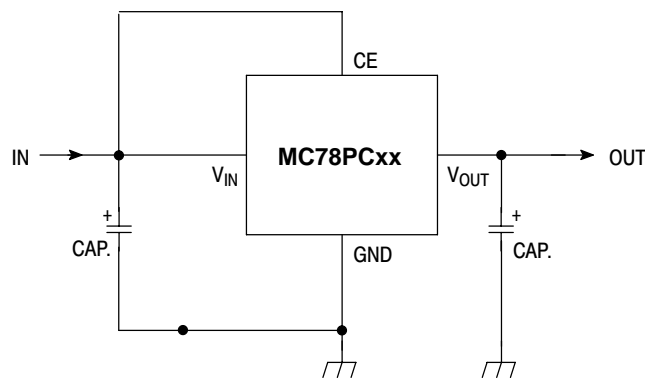 CE
IN
MC78PCxx
VIN
VOUT
OUT
+
CAP.
GND
+
CAP.